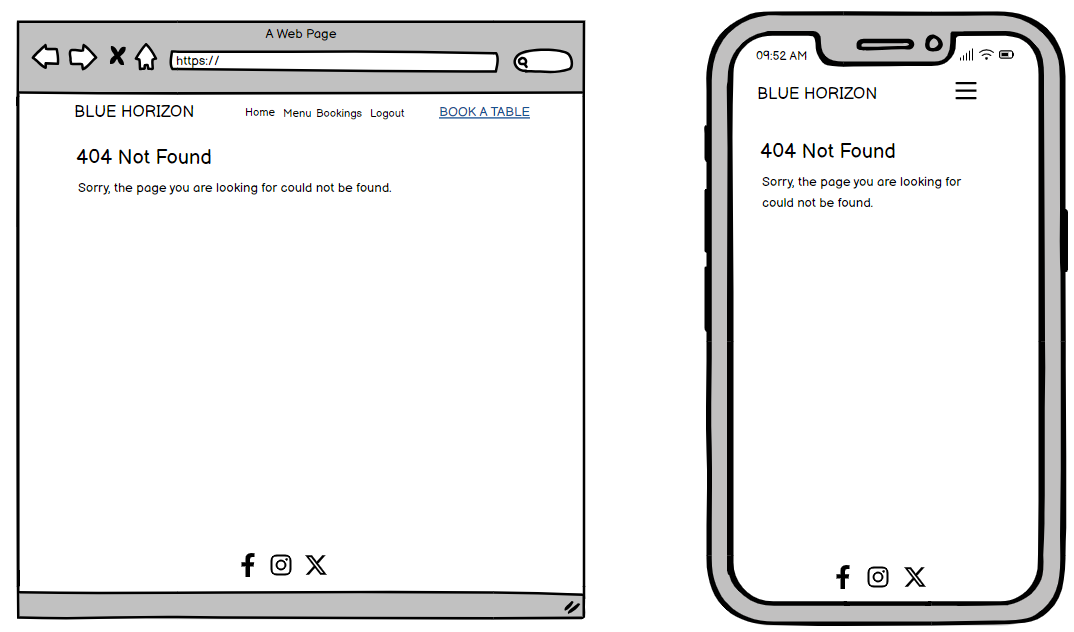 A Web Page
https://
BLUE HORIZON Home Menu Bookings Logout BOOK A TABLE
404 Not Found
Sorry, the page you are looking for could not be found.
09:52 AM
BLUE HORIZON
404 Not Found
Sorry, the page you are looking for
could not be found.